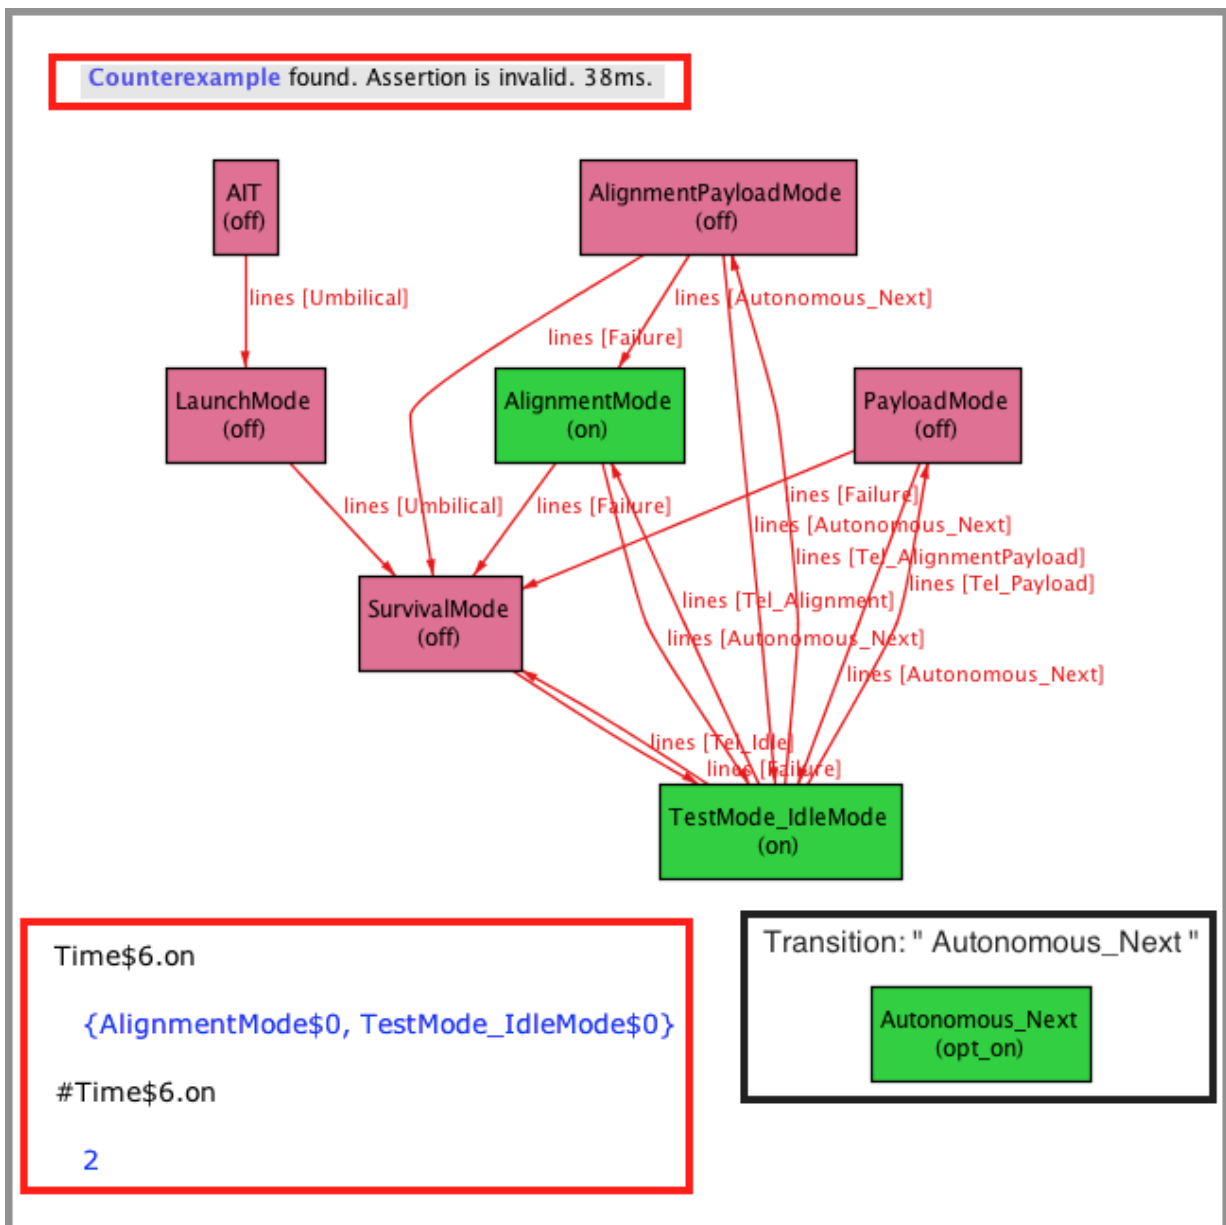 Counterexample found. Assertion is invalid. 38ms.
AIT
(off)
AlignmentPayloadMode
(off)
lines [Umbilical]
lines [Autonomous_Next]
lines [Failure]
LaunchMode
(off)
AlignmentMode
(on)
PayloadMode
(off)
lines [Umbilical]
lines [Failure]
lines [Failure]
lines [Autonomous_Next]
lines [Tel_AlignmentPayload]
lines [Tel_Payload]
SurvivalMode
(off)
lines [Tel_Alignment]
lines [Autonomous_Next]
lines [Autonomous_Next]
lines [Tel_Idle]
lines [Failure]
TestMode_IdleMode
(on)
Time$6.on
{AlignmentMode$0, TestMode_IdleMode$0}
#Time$6.on
2
Transition: " Autonomous_Next "
Autonomous_Next
(opt_on)